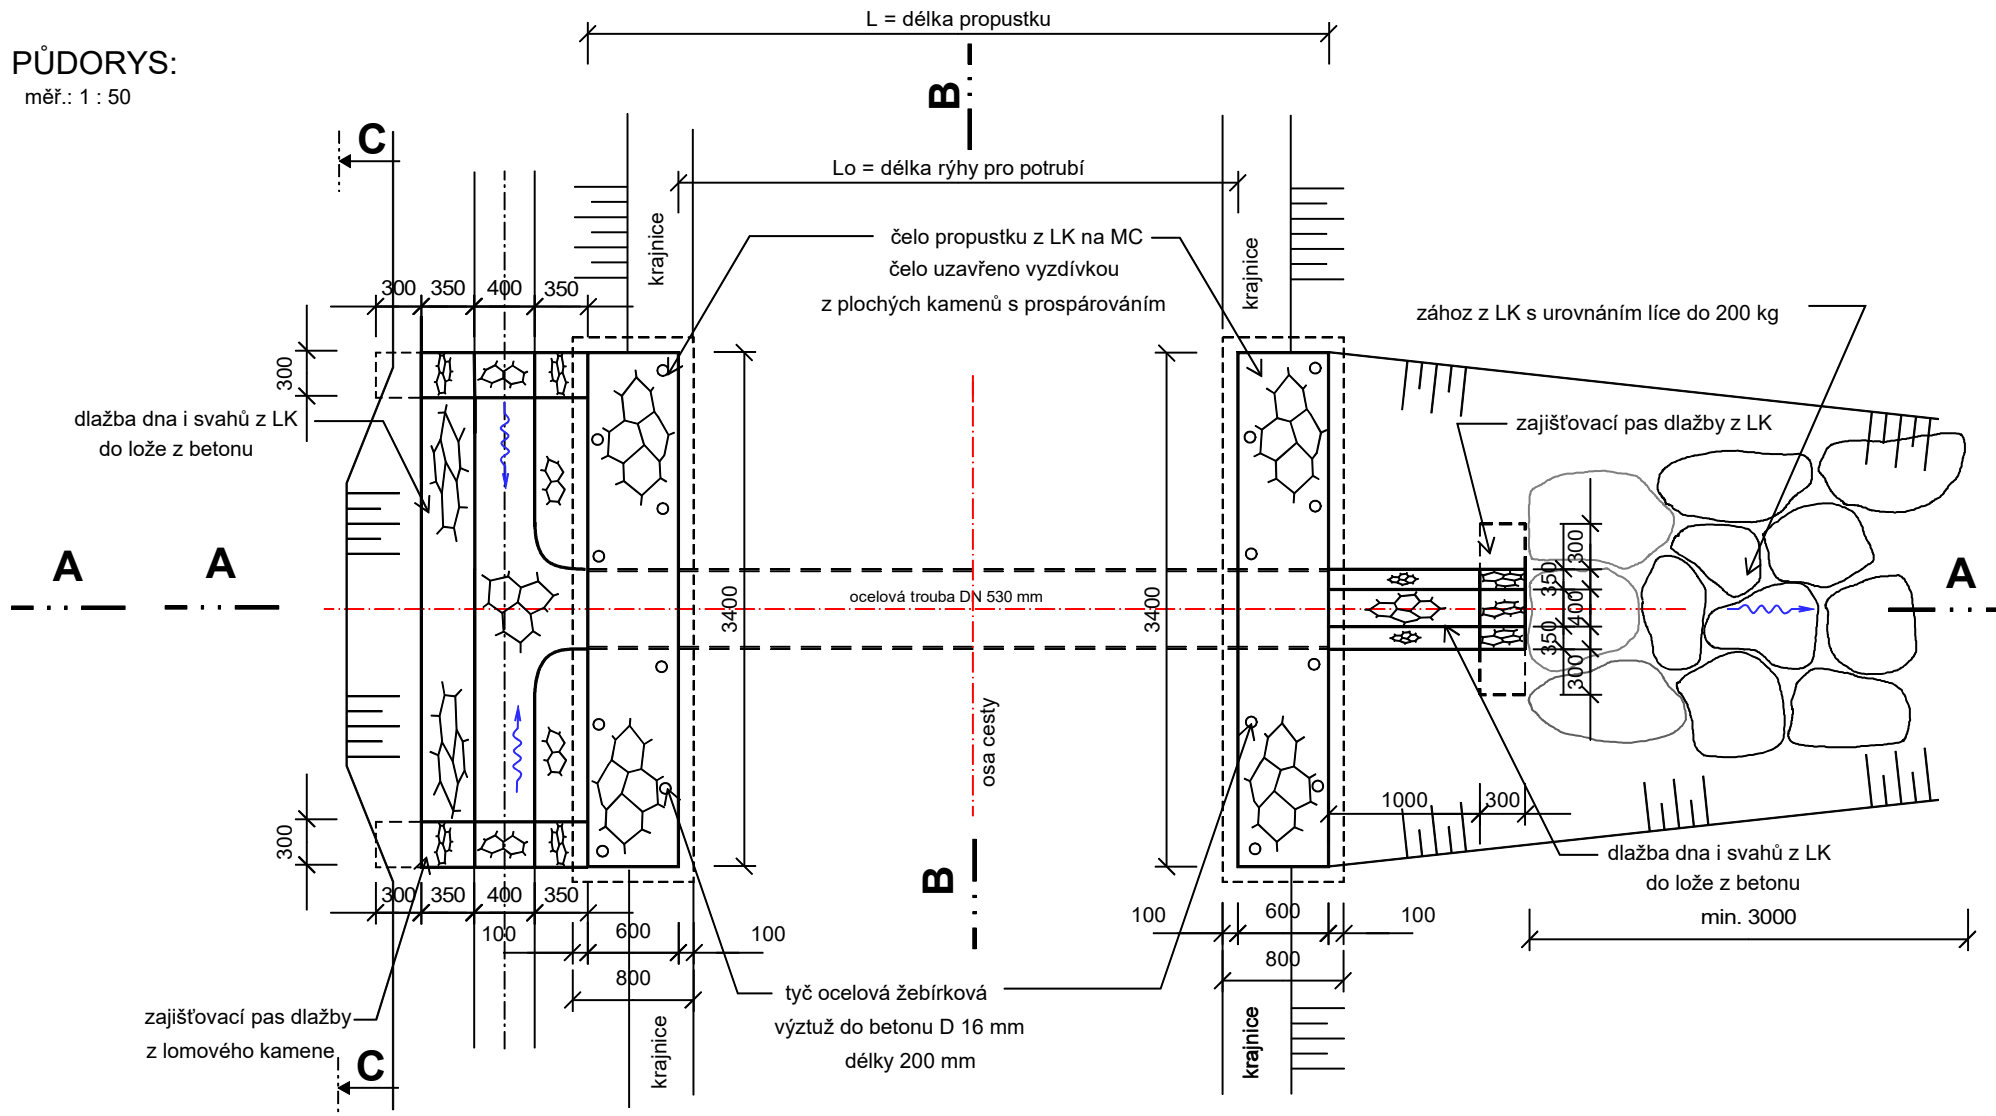 L = délka propustku
PŮDORYS:
měř.: 1 : 50
B
C
Lo = délka rýhy pro potrubí
krajnice
krajnice
čelo propustku z LK na MC
čelo uzavřeno vyzdívkou
z plochých kamenů s prospárováním
300 350 400 350
zához z LK s urovnáním líce do 200 kg
300
dlažba dna i svahů z LK
do lože z betonu
zajišťovací pas dlažby z LK
A
A
A
300
350
400
350
300
ocelová trouba DN 530 mm
3400
3400
osa cesty
1000 300
300
dlažba dna i svahů z LK
do lože z betonu
B
300 350 400 350
min. 3000
100 600 100
800
100 600 100
800
tyč ocelová žebírková
výztuž do betonu D 16 mm
délky 200 mm
zajišťovací pas dlažby
z lomového kamene
krajnice
krajnice
C